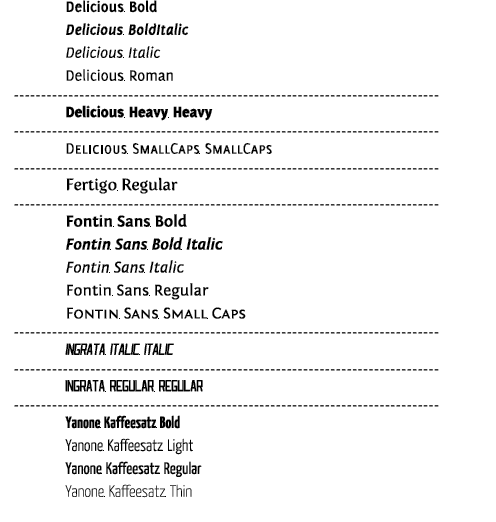 Delicious. Bold
Delicious. BoldItalic
Delicious. Italic
Delicious. Roman
Delicious. Heavy. Heavy
Delicious. SmallCaps. SmallCaps
Fertigo. Regular
Fontin. Sans. Bold
Fontin. Sans. Bold. Italic
Fontin. Sans. Italic
Fontin. Sans. Regular
Fontin. Sans. Small. Caps
INGRATA. ITALIC. ITALIC
INGRATA. REGULAR. REGULAR
Yanone. Kaffeesatz. Bold
Yanone. Kaffeesatz. Light
Yanone. Kaffeesatz. Regular
Yanone. Kaffeesatz. Thin